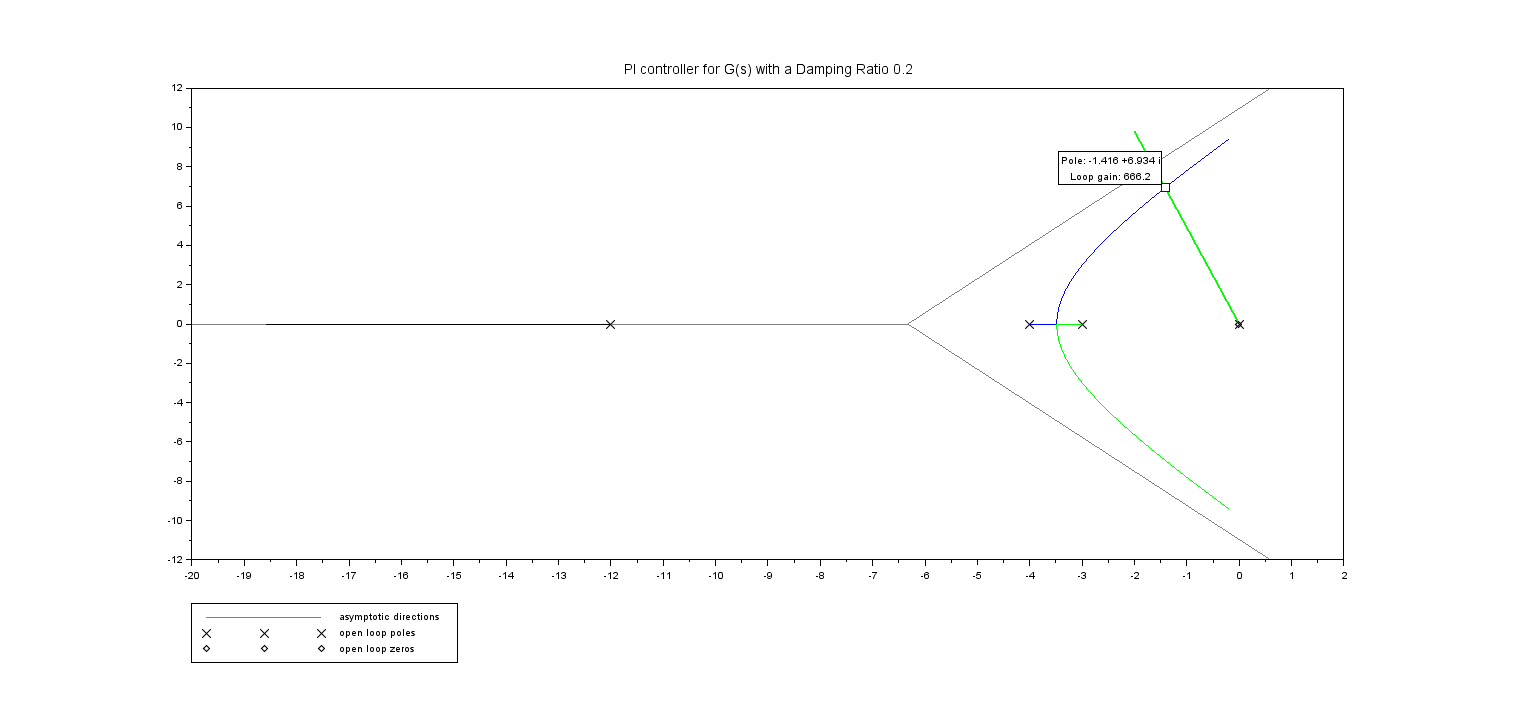 PI controller for G(s) with a Damping Ratio 0.2
12
10
8
6
4
2
0
-2
-4
-6
-8
-10
-12
Pole: -1.416 +6.934 i
Loop gain: 666.2
-20 -19 -18 -17 -16 -15 -14 -13 -12 -11 -10 -9 -8 -7 -6 -5 -4 -3 -2 -1 0 1 2
asymptotic directions
open loop poles
open loop zeros